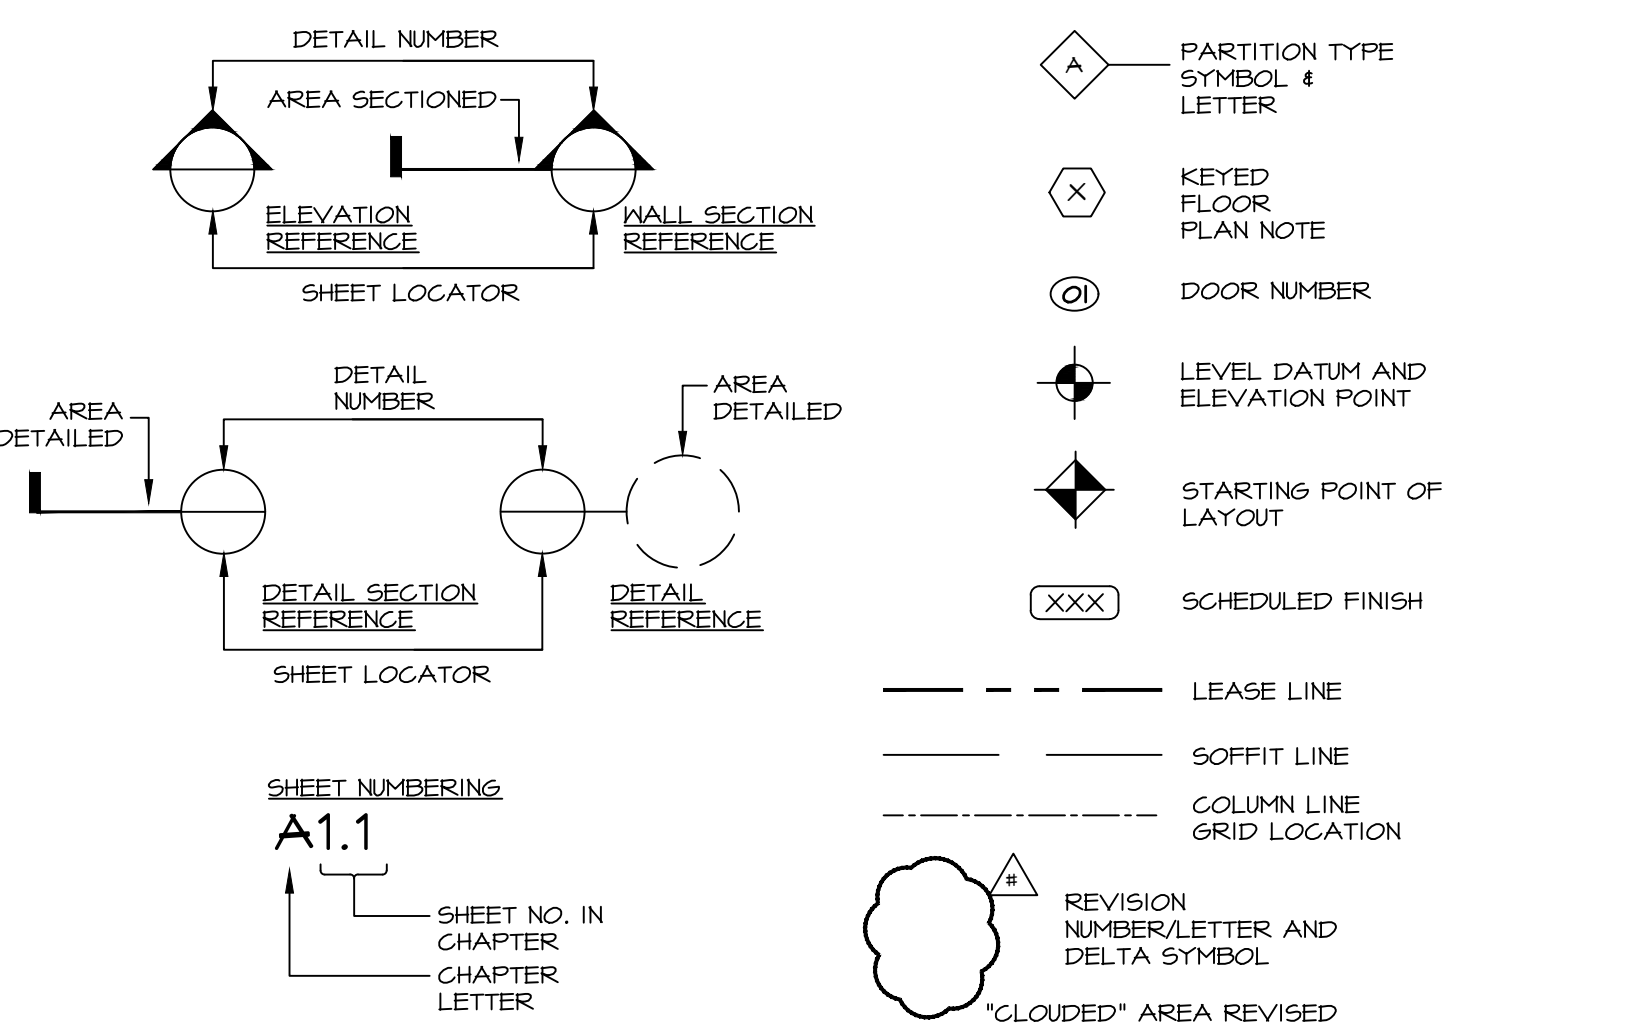 DETAIL NUMBER
AREA SECTIONED
ELEVATION
REFERENCE
WALL SECTION
REFERENCE
SHEET LOCATOR
DETAIL
NUMBER
AREA
DETAILED
AREA
DETAILED
DETAIL SECTION
REFERENCE
DETAIL
REFERENCE
SHEET LOCATOR
SHEET NUMBERING
A1.1
SHEET NO. IN
CHAPTER
CHAPTER
LETTER
A
PARTITION TYPE
SYMBOL &
LETTER
X
KEYED
FLOOR
PLAN NOTE
01
DOOR NUMBER
LEVEL DATUM AND
ELEVATION POINT
STARTING POINT OF
LAYOUT
XXX
SCHEDULED FINISH
LEASE LINE
SOFFIT LINE
COLUMN LINE
GRID LOCATION
#
REVISION
NUMBER/LETTER AND
DELTA SYMBOL
"CLOUDED" AREA REVISED